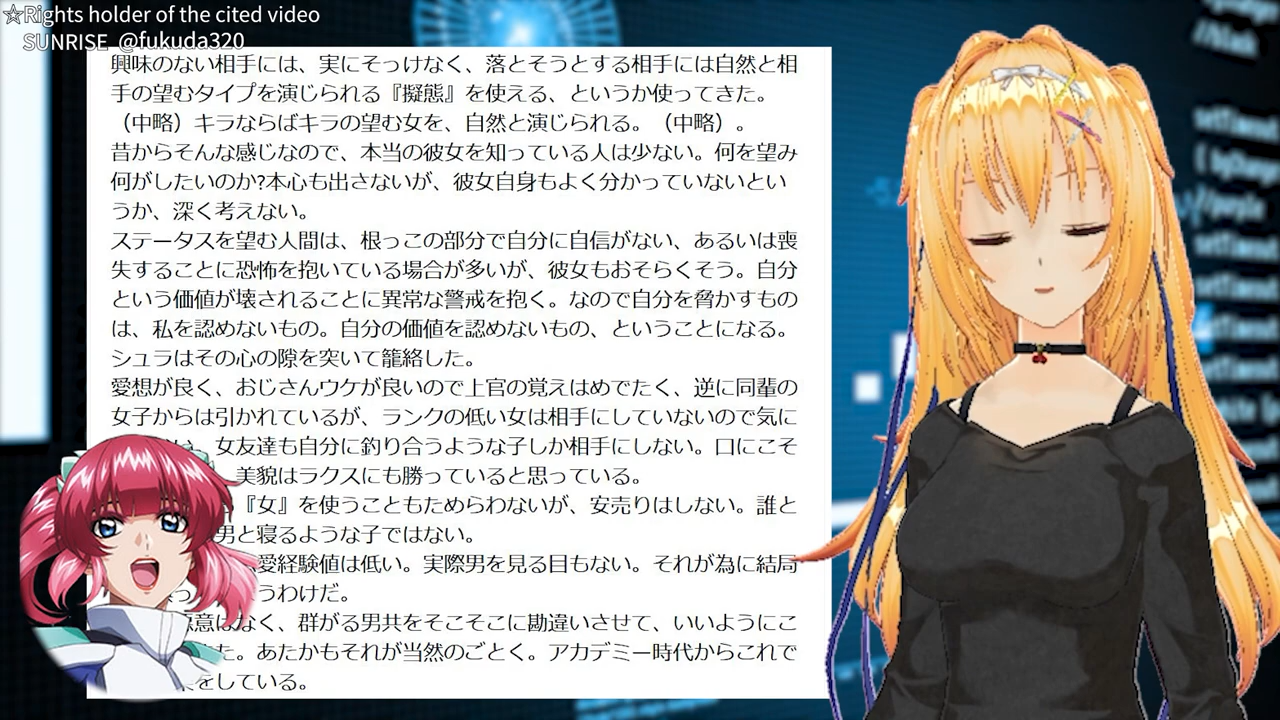 ☆Rights holder of the cited video
SUNRISE @fukuda320
興味のない相手には、実にそっけなく、落とそうとする相手には自然と相
手の望むタイプを演じられる『擬態』を使える、というか使ってきた。
（中略）キラならばキラの望む女を、自然と演じられる。（中略）。
昔からそんな感じなので、本当の彼女を知っている人は少ない。何を望み
何がしたいのか?本心も出さないが、彼女自身もよく分かっていないとい
うか、深く考えない。
ステータスを望む人間は、根っこの部分で自分に自信がない、あるいは喪
失することに恐怖を抱いている場合が多いが、彼女もおそらくそう。自分
という価値が壊されることに異常な警戒を抱く。なので自分を脅かすもの
は、私を認めないもの。自分の価値を認めないもの、ということになる。
シュラはその心の隙を突いて籠絡した。
愛想が良く、おじさんウケが良いので上官の覚えはめでたく、逆に同輩の
女子からは引かれているが、ランクの低い女は相手にしていないので気に
女友達も自分に釣り合うような子しか相手にしない。口にこそ
美貌はラクスにも勝っていると思っている。
『女』を使うこともためらわないが、安売りはしない。誰と
男と寝るような子ではない。
愛経験値は低い。実際男を見る目もない。それが為に結局
うわけだ。
意はなく、群がる男共をそこそこに勘違いさせて、いいようにこ
た。あたかもそれが当然のごとく。アカデミー時代からこれで
をしている。